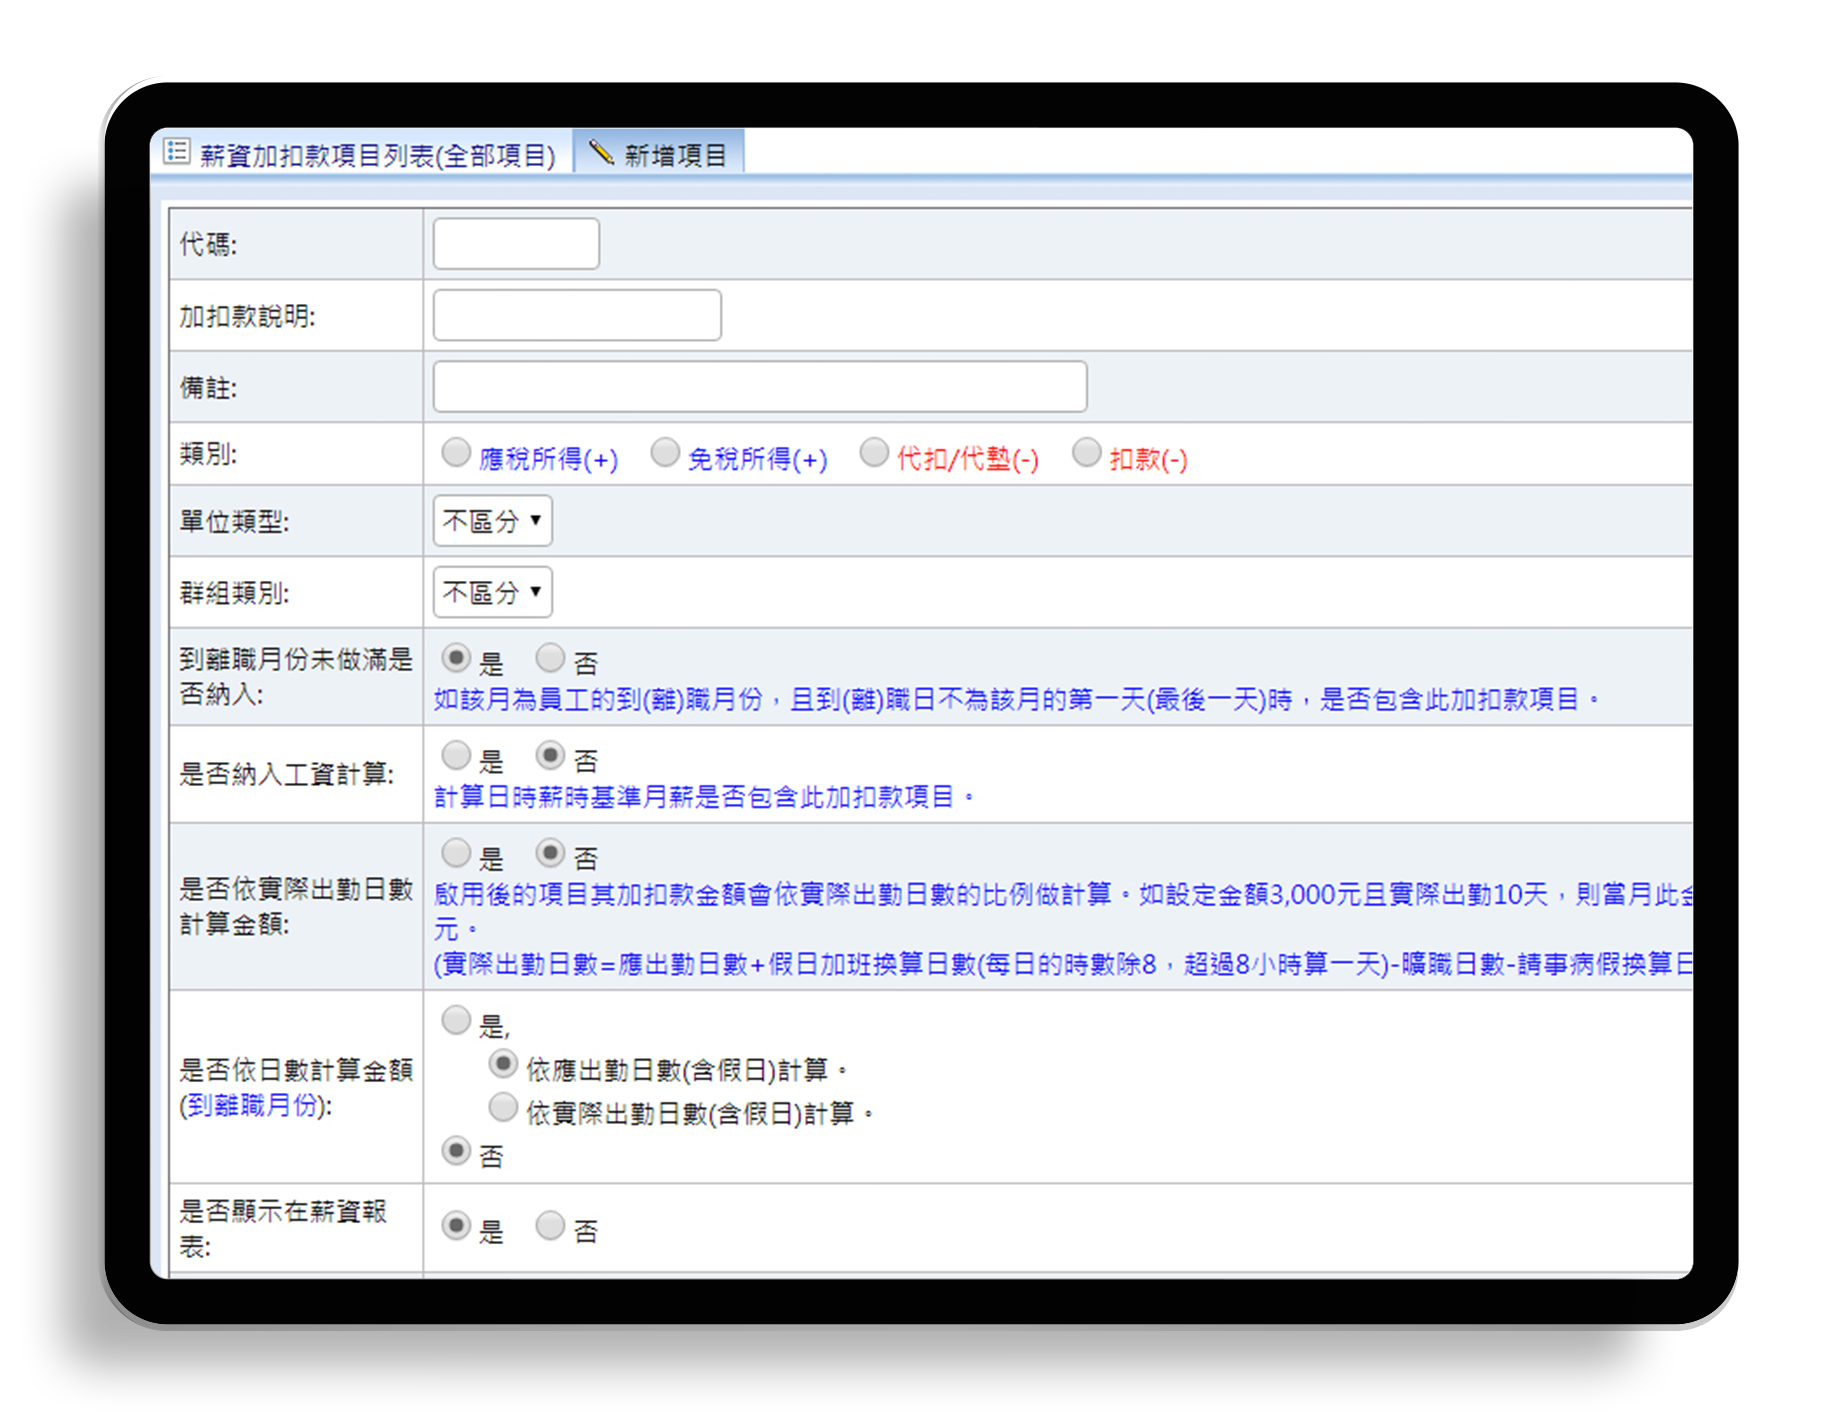 薪資加扣款項目列表(全部項目) 新增項目
代碼:
加扣款說明:
備註:
類別: 應稅所得(+) 免稅所得(+) 代扣/代墊(-) 扣款(-)
單位類型: 不區分
群組類別: 不區分
到離職月份未做滿是
否納入:
是 否
如該月為員工的到(離)職月份，且到(離)職日不為該月的第一天(最後一天)時，是否包含此加扣款項目。
是否納入工資計算:
是 否
計算日時薪時基準月薪是否包含此加扣款項目。
是否依實際出勤日數
計算金額:
是 否
啟用後的項目其加扣款金額會依實際出勤日數的比例做計算。如設定金額3,000元且實際出勤10天，則當月此金
元。
(實際出勤日數=應出勤日數+假日加班換算日數(每日的時數除8，超過8小時算一天)-曠職日數-請事病假換算日
是否依日數計算金額
(到離職月份):
是,
依應出勤日數(含假日)計算。
依實際出勤日數(含假日)計算。
否
是否顯示在薪資報
表:
是 否